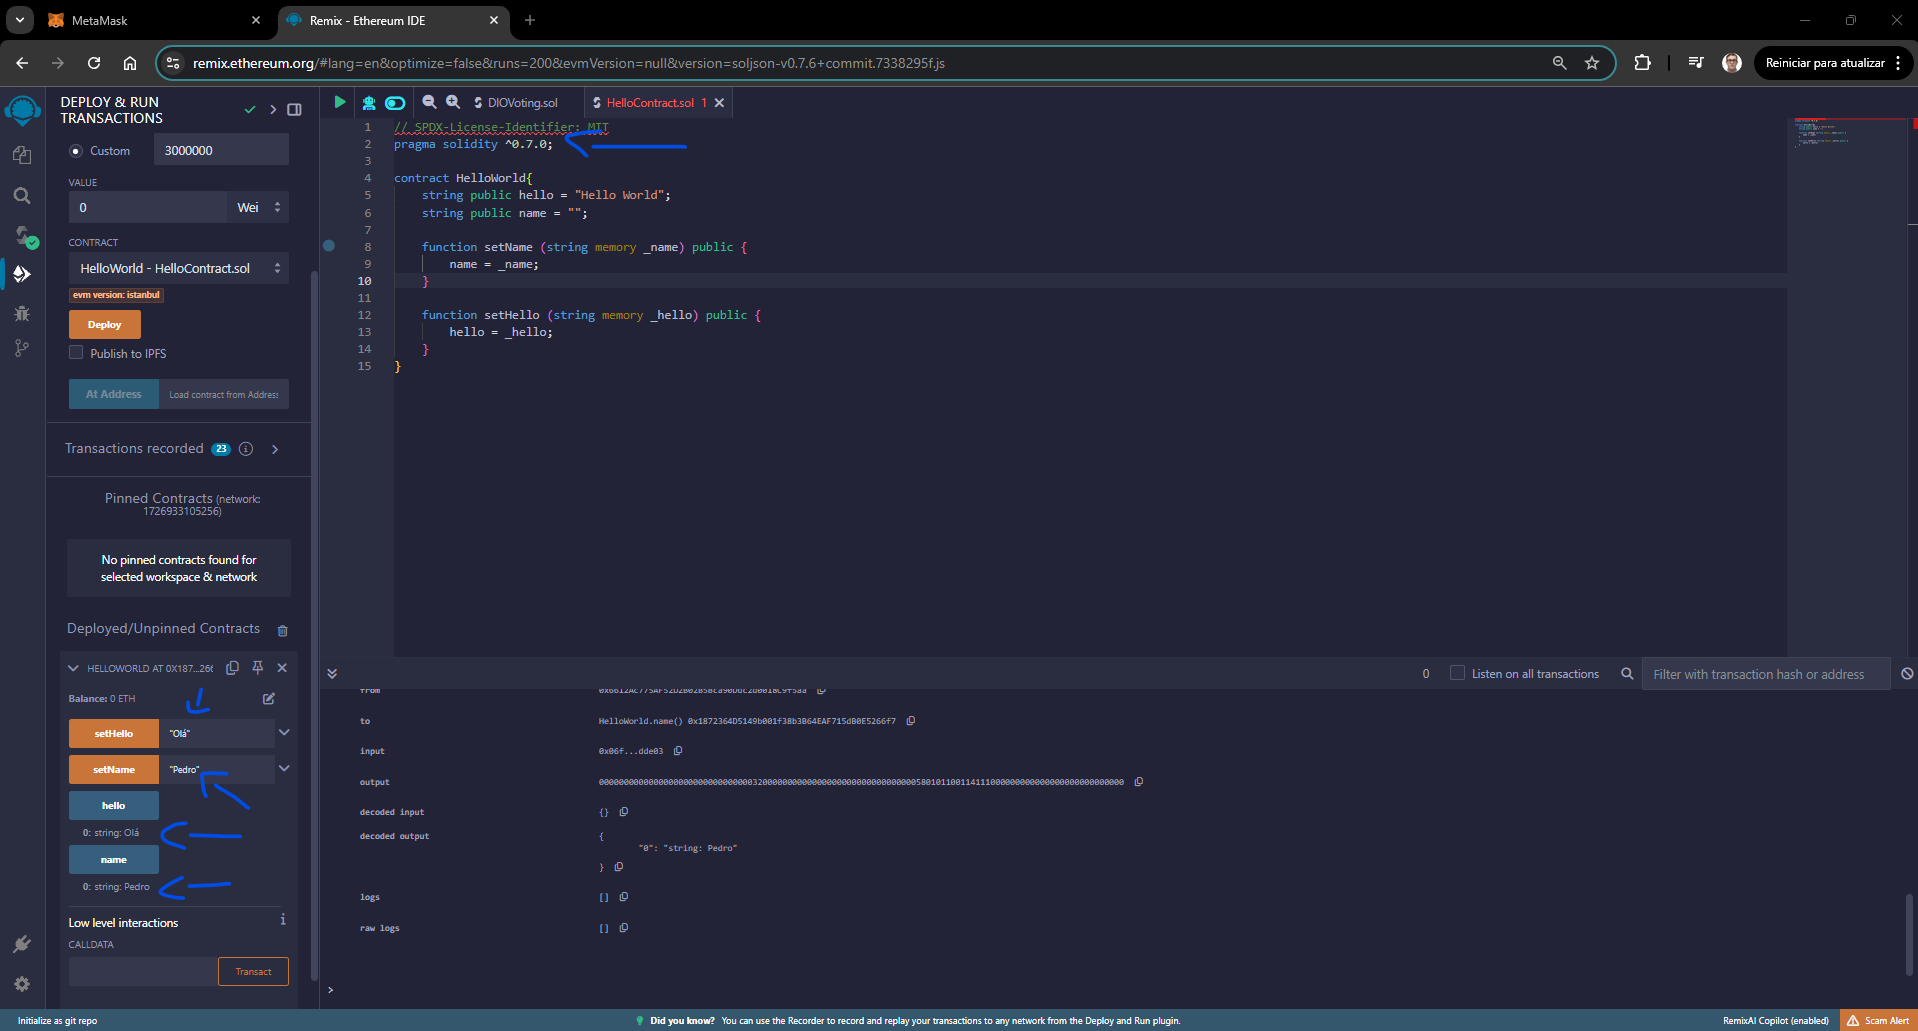 MetaMask
Remix - Ethereum IDE
remix.ethereum.org/#lang=en&optimize=false&runs=200&evmVersion=null&version=soljson-v0.7.6+commit.7338295f.js
Reiniciar para atualizar
DEPLOY & RUN
TRANSACTIONS
Custom
3000000
VALUE
0
Wei
CONTRACT
HelloWorld - HelloContract.sol
evm version: istanbul
Deploy
Publish to IPFS
At Address
Load contract from Address
Transactions recorded 23
Pinned Contracts (network:
1726933105256)
No pinned contracts found for
selected workspace & network
Deployed/Unpinned Contracts
HELLOWORLD AT 0X187...266
Balance: 0 ETH
setHello
"Olá"
setName
"Pedro"
hello
0: string: Olá
name
0: string: Pedro
Low level interactions
CALLDATA
Transact
DIOVoting.sol
HelloContract.sol 1
1 // SPDX-License-Identifier: MIT
2 pragma solidity ^0.7.0;
3
4 contract HelloWorld{
5 string public hello = "Hello World";
6 string public name = "";
7
8 function setName (string memory _name) public {
9 name = _name;
10 }
11
12 function setHello (string memory _hello) public {
13 hello = _hello;
14 }
15 }
0
Listen on all transactions
Filter with transaction hash or address
from
to HelloWorld.name() 0x1872364D5149b001f38b3B64EAF715dB0E5266f7
input 0x06f...dde03
output
decoded input {}
decoded output {
"0": "string: Pedro"
}
logs []
raw logs []
>
Initialize as git repo
Did you know? You can use the Recorder to record and replay your transactions to any network from the Deploy and Run plugin.
RemixAI Copilot (enabled)
Scam Alert